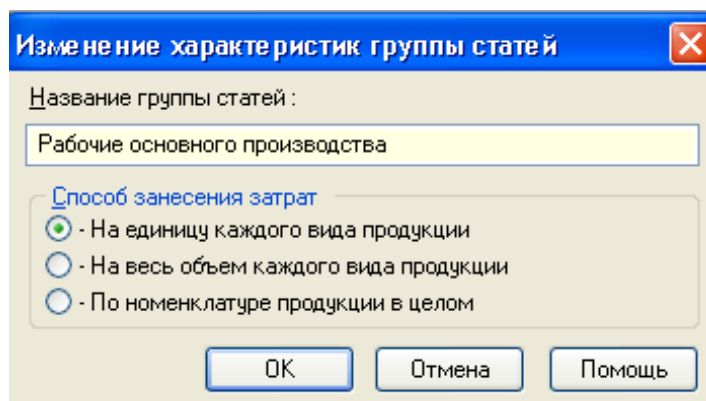 Изменение характеристик группы статей
Название группы статей :
Рабочие основного производства
Способ занесения затрат
- На единицу каждого вида продукции
- На весь объем каждого вида продукции
- По номенклатуре продукции в целом
ОК Отмена Помощь